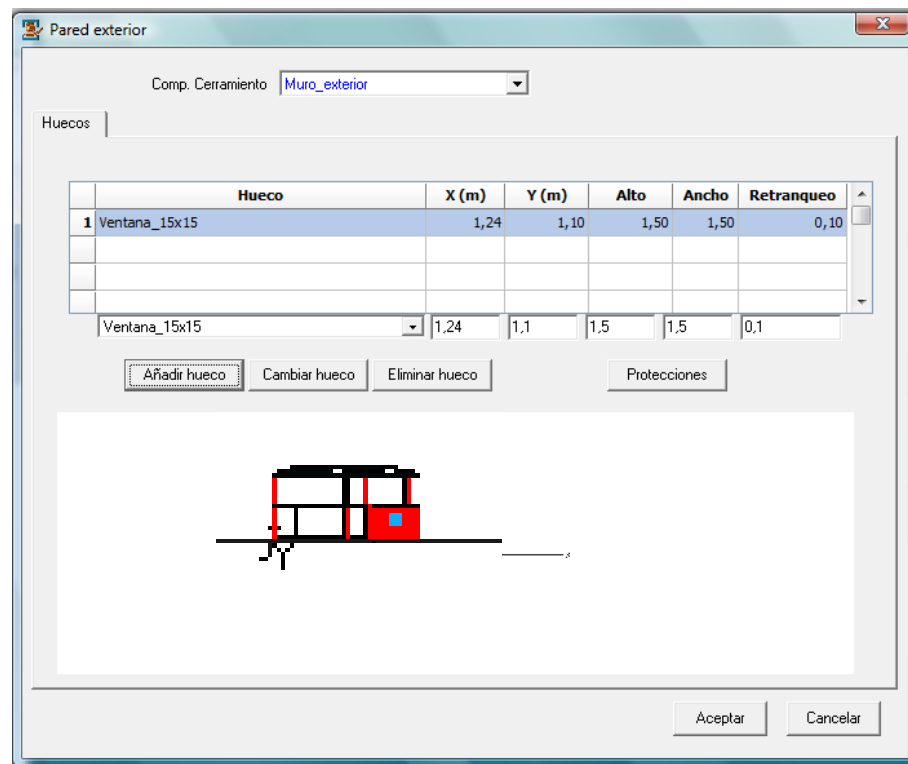 Pared exterior
Comp. Cerramiento Muro_exterior
Huecos
Hueco X (m) Y (m) Alto Ancho Retranqueo
1 Ventana_15x15 1,24 1,10 1,50 1,50 0,10
Ventana_15x15 1,24 1,1 1,5 1,5 0,1
Añadir hueco Cambiar hueco Eliminar hueco Protecciones
Aceptar Cancelar